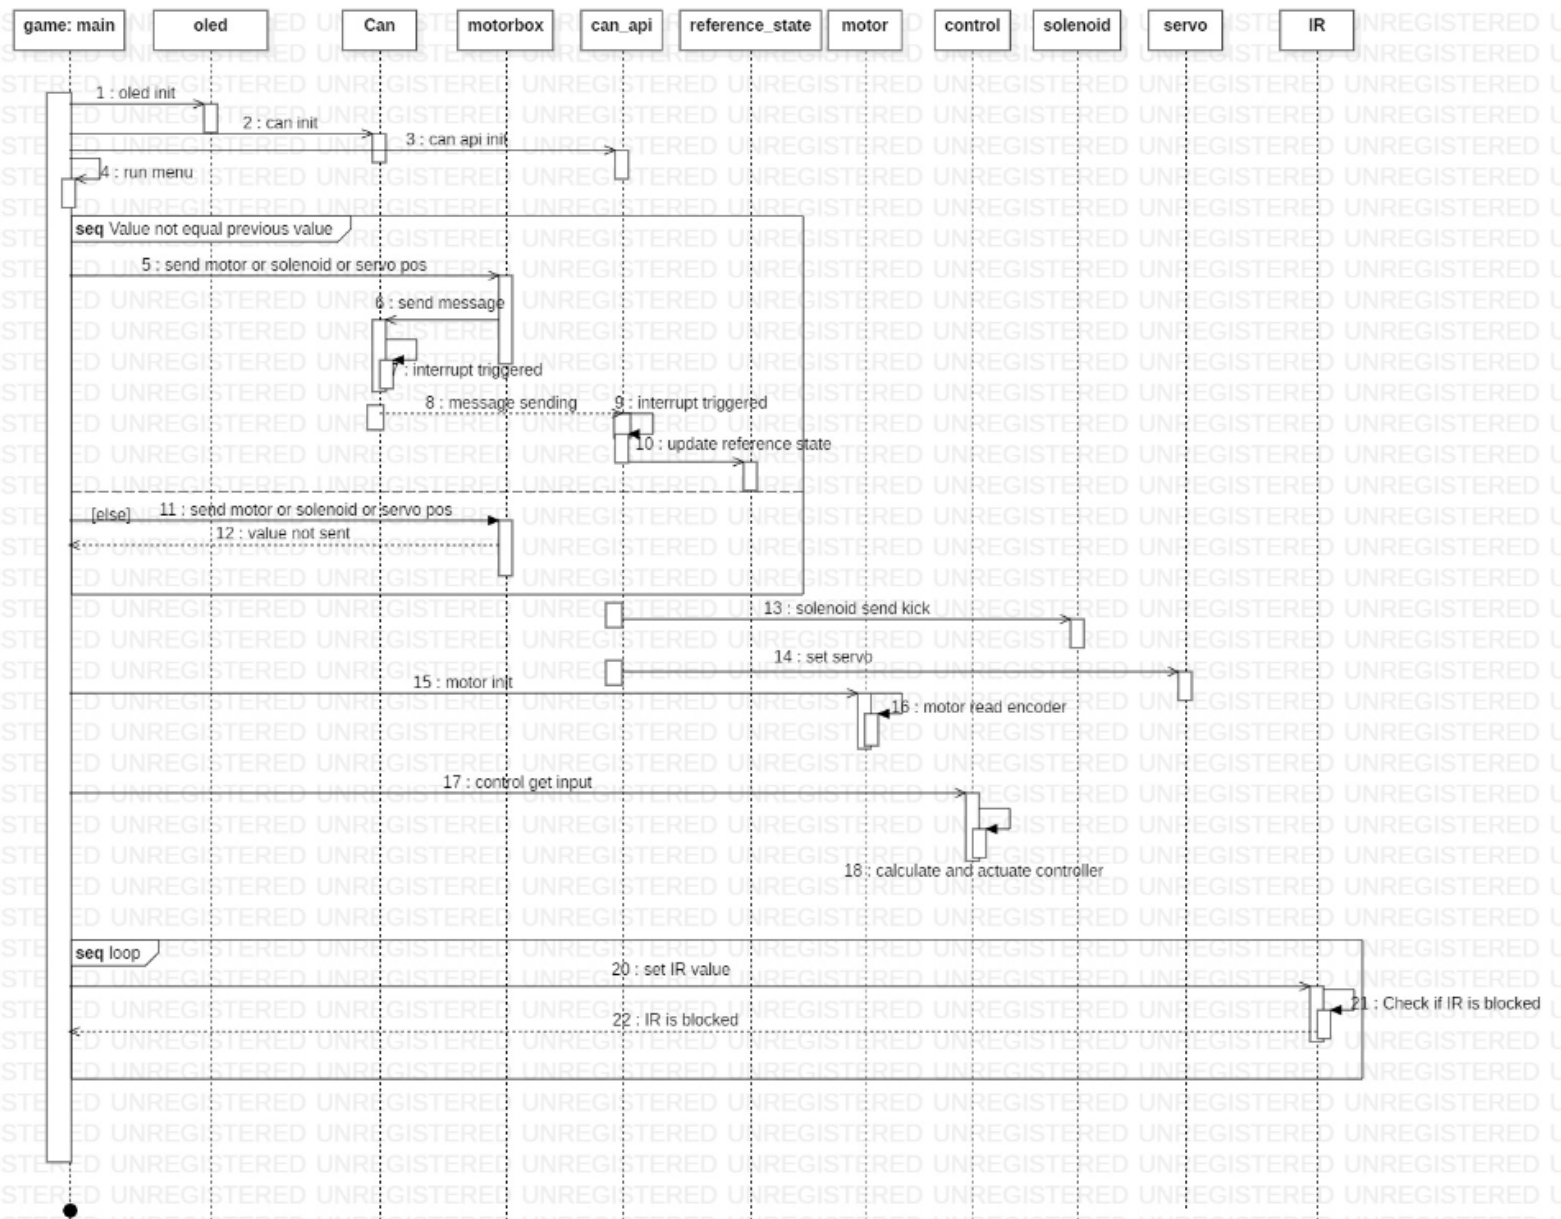 game: main
oled
Can
motorbox
can_api
reference_state
motor
control
solenoid
servo
IR
1 : oled init
2 : can init
3 : can api init
4 : run menu
seq Value not equal previous value
5 : send motor or solenoid or servo pos
6 : send message
7 : interrupt triggered
8 : message sending
9 : interrupt triggered
10 : update reference state
[else]
11 : send motor or solenoid or servo pos
12 : value not sent
13 : solenoid send kick
14 : set servo
15 : motor init
16 : motor read encoder
17 : control get input
18 : calculate and actuate controller
seq loop
20 : set IR value
21 : Check if IR is blocked
22 : IR is blocked
UNREGISTERED